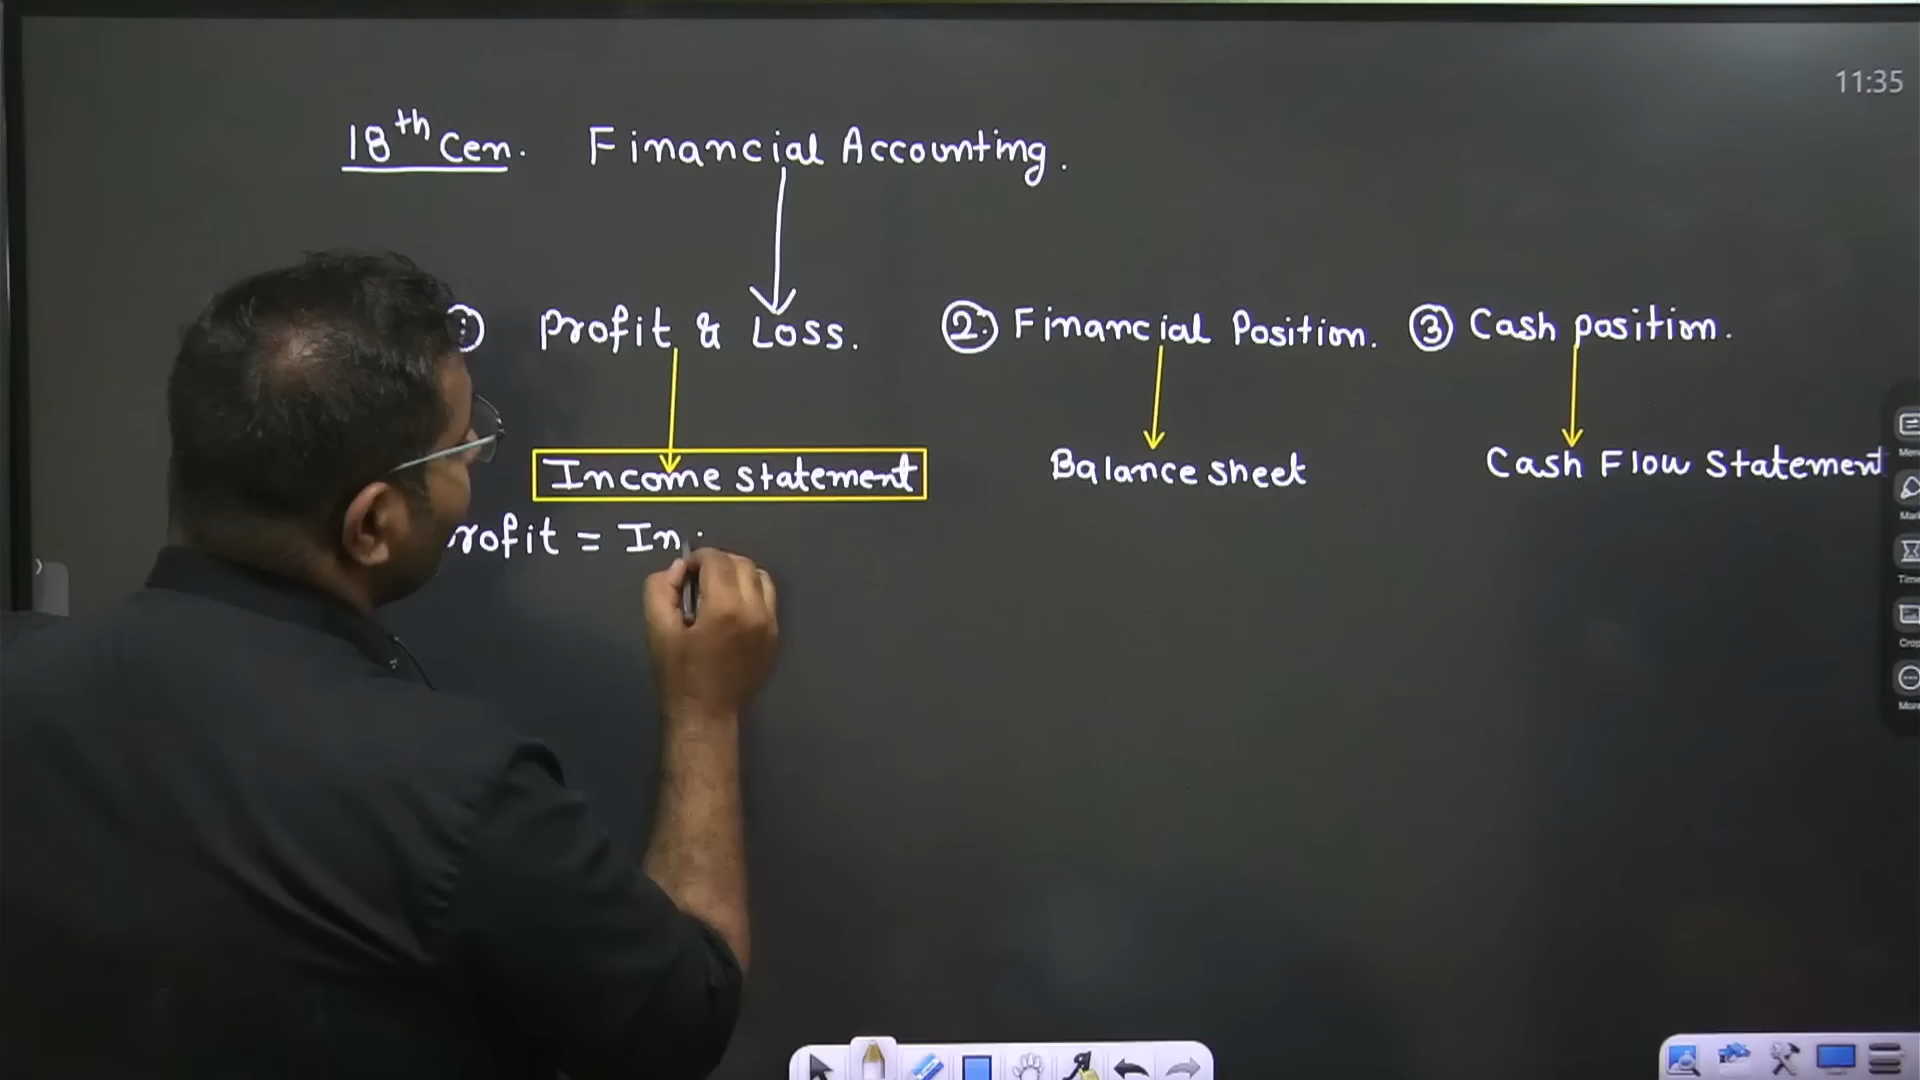 11:35
18th Cen. Financial Accounting.
Profit & Loss. 2. Financial Position. 3 Cash position.
Income statement Balance sheet Cash Flow Statement
rofit = In